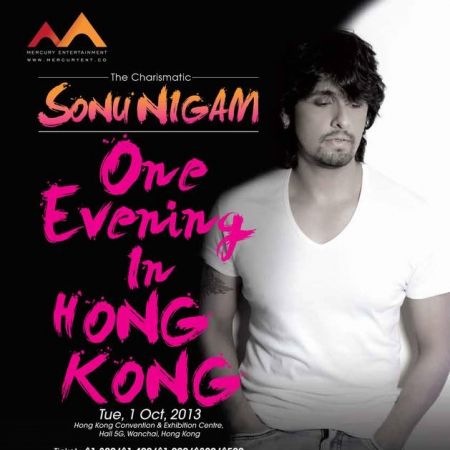 MERCURY ENTERTAINMENT
WWW.MERCURYENT.CO
The Charismatic
SONU NIGAM
One
Evening
In
HONG
KONG
Tue, 1 Oct, 2013
Hong Kong Convention & Exhibition Centre,
Hall 5G, Wanchai, Hong Kong